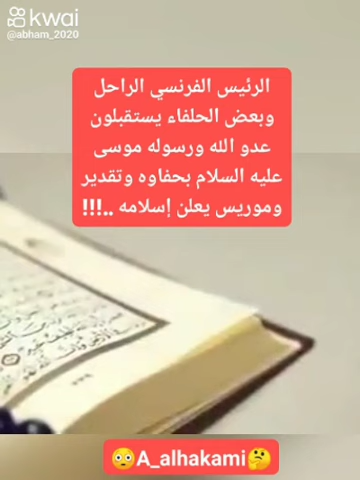 kwai
@abham_2020
الرئيس الفرنسي الراحل
وبعض الحلفاء يستقبلون
عدو الله ورسوله موسى
عليه السلام بحفاوه وتقدير
وموريس يعلن إسلامه ..!!!
😳A_alhakami🤔